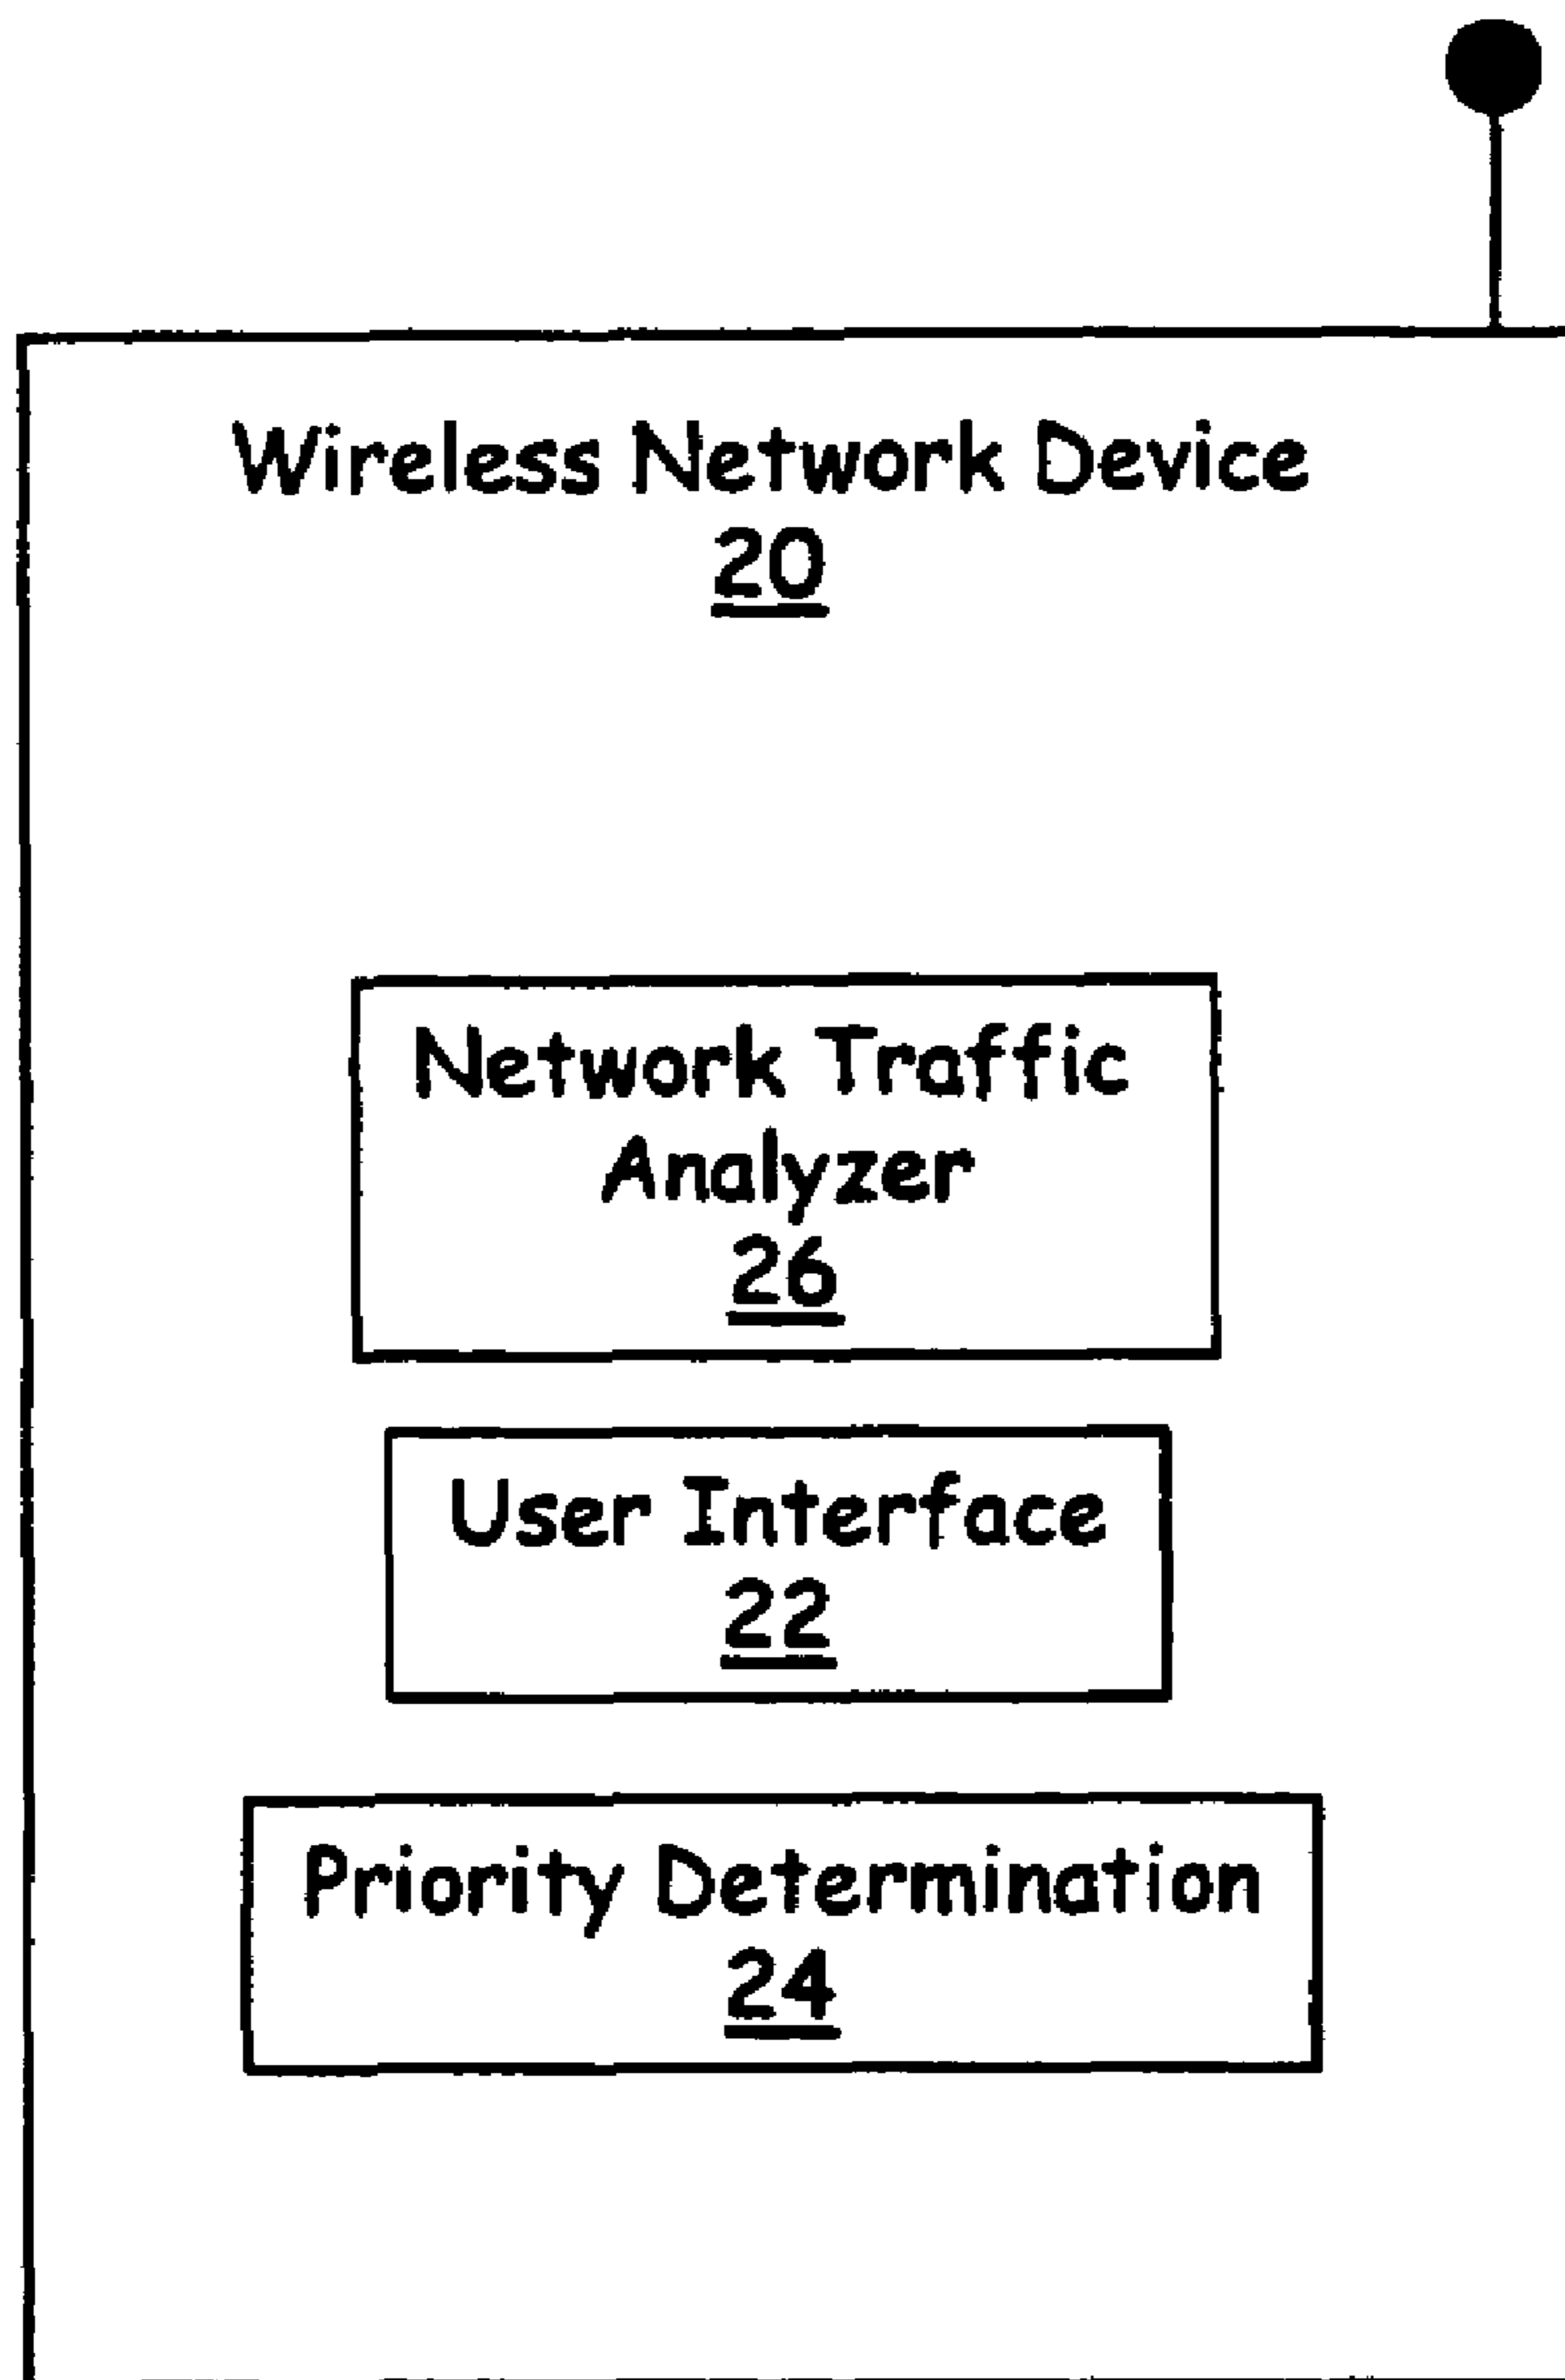 Wireless Network Device
20
Network Traffic
Analyzer
26
User Interface
22
Priority Determination
24